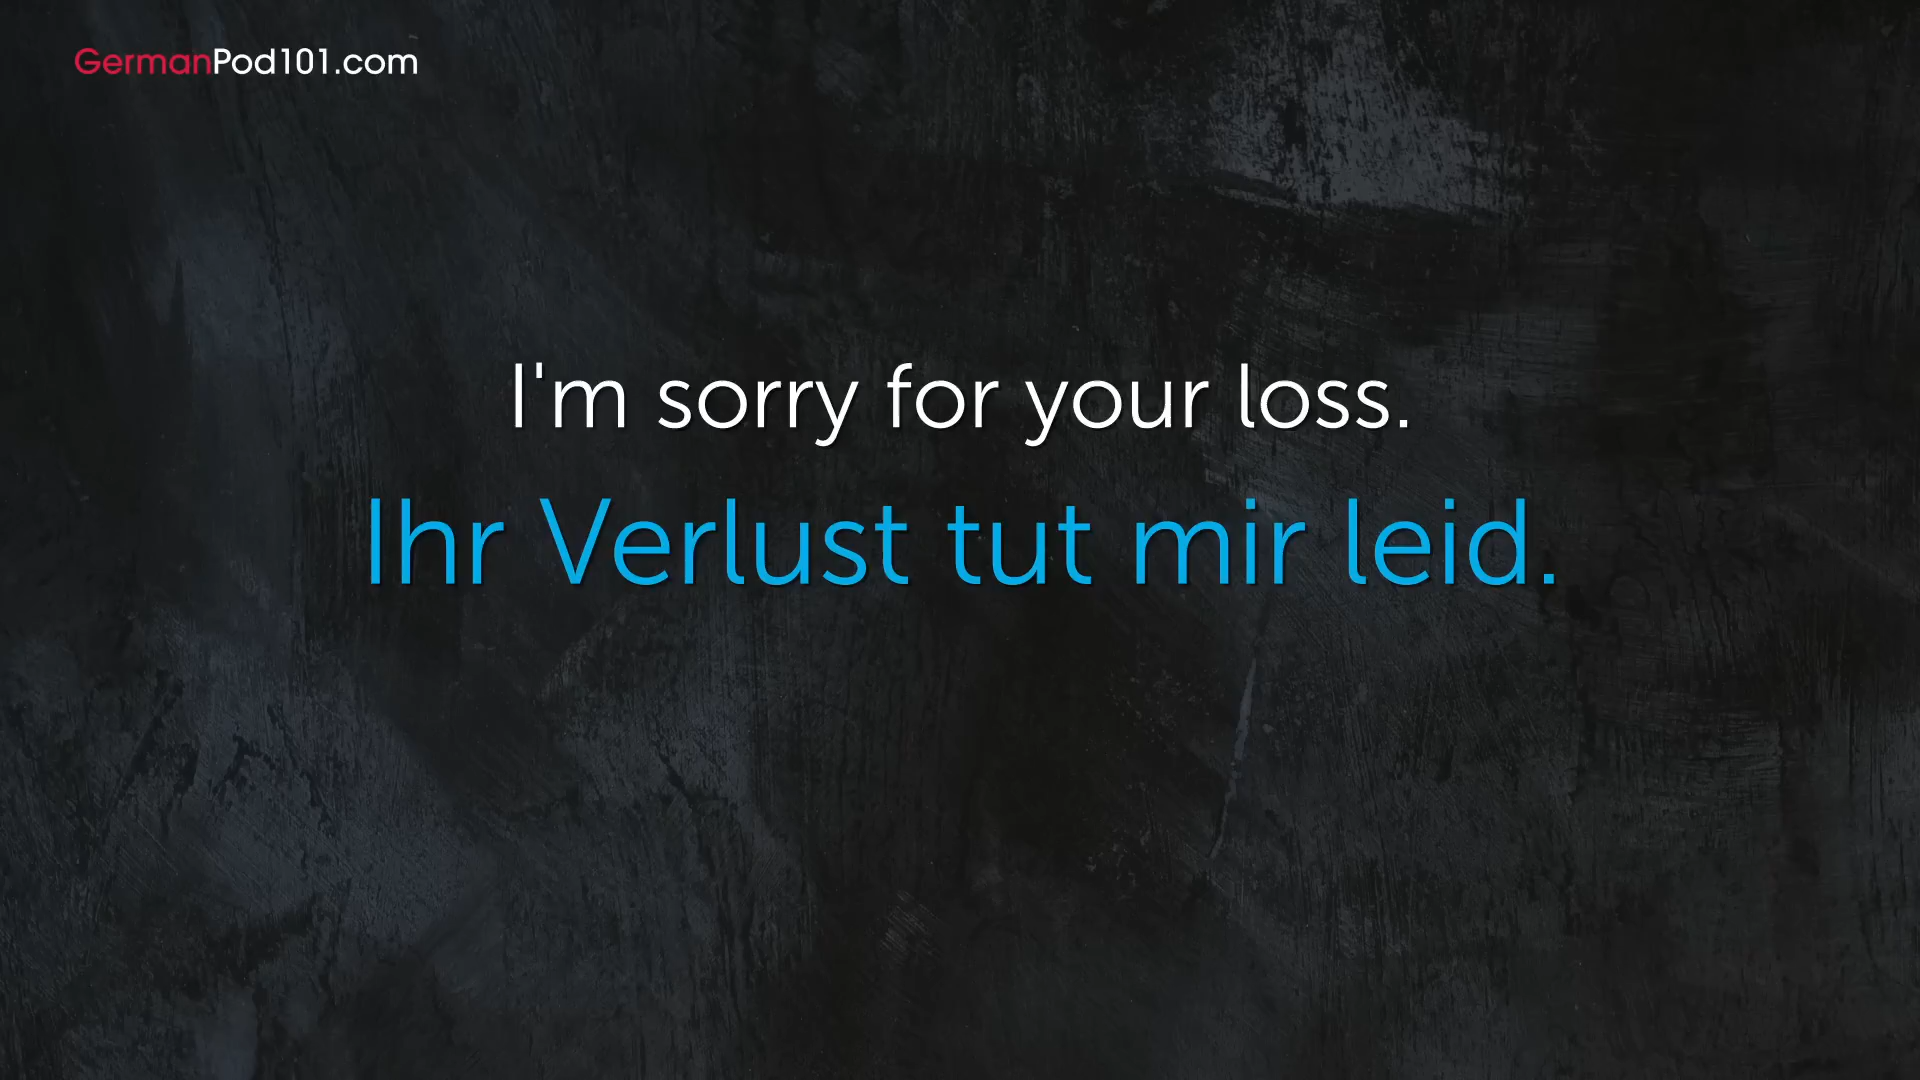 GermanPod101.com
I'm sorry for your loss.
Ihr Verlust tut mir leid.